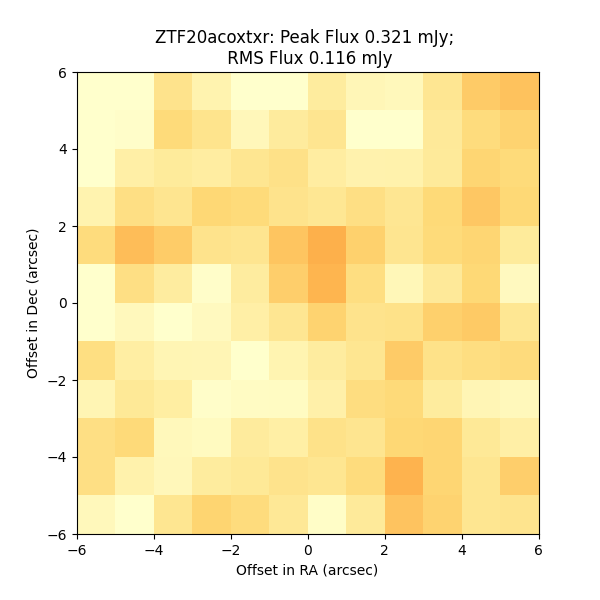 ZTF20acoxtxr: Peak Flux 0.321 mJy;
RMS Flux 0.116 mJy
6
4
2
0
−2
−4
−6
Offset in Dec (arcsec)
−6 −4 −2 0 2 4 6
Offset in RA (arcsec)